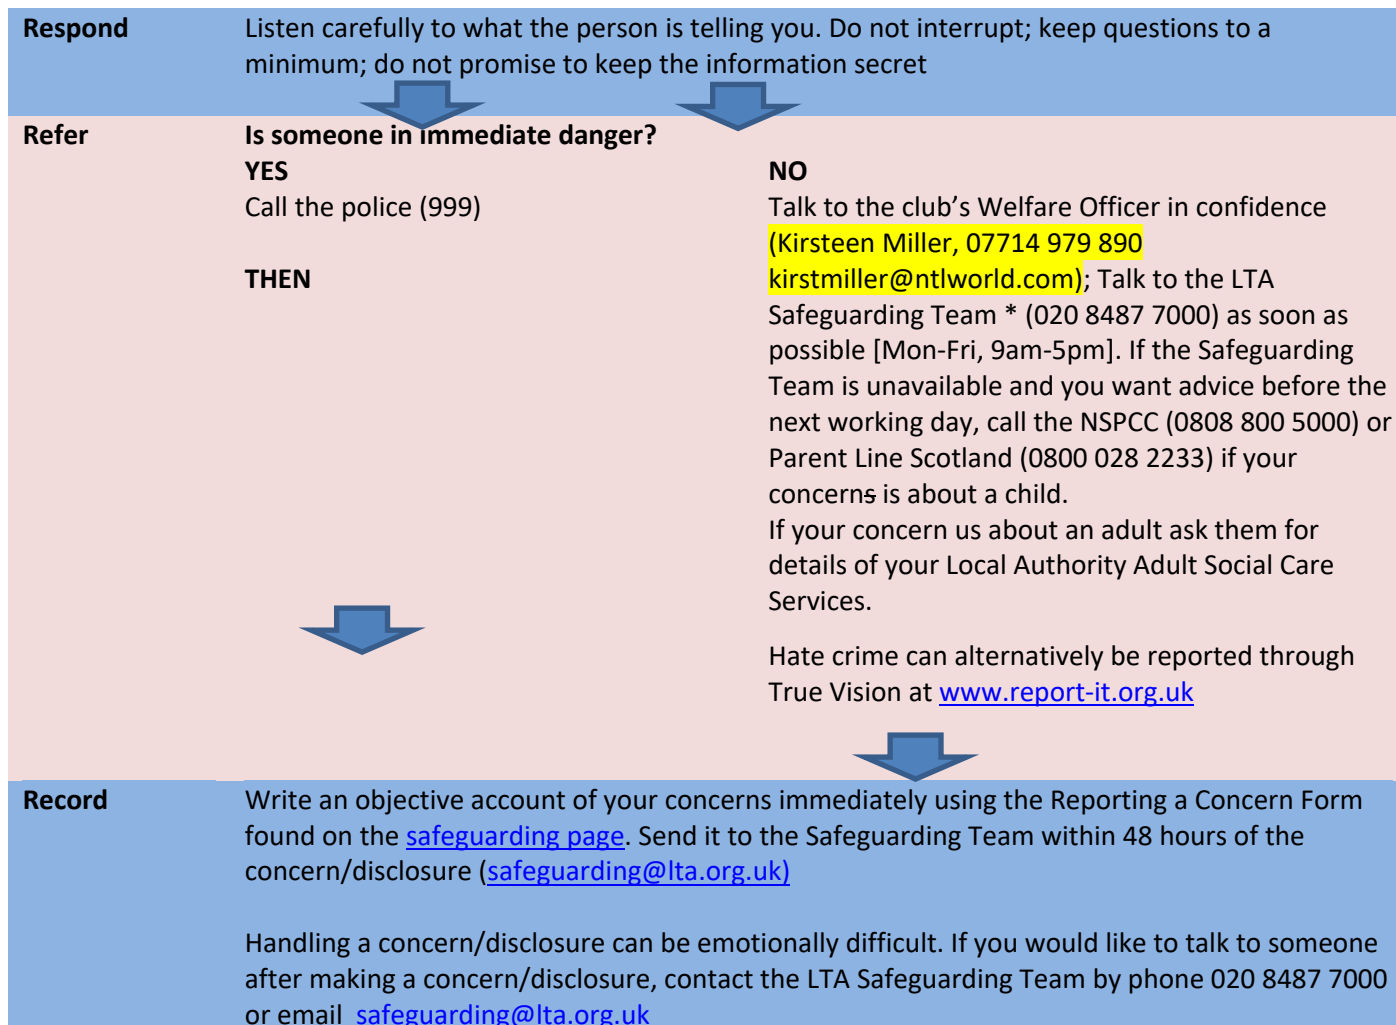 Respond
Listen carefully to what the person is telling you. Do not interrupt; keep questions to a
minimum; do not promise to keep the information secret
Refer
Is someone in immediate danger?
YES
Call the police (999)
THEN
NO
Talk to the club’s Welfare Officer in confidence
(Kirsteen Miller, 07714 979 890
kirstmiller@ntlworld.com); Talk to the LTA
Safeguarding Team * (020 8487 7000) as soon as
possible [Mon-Fri, 9am-5pm]. If the Safeguarding
Team is unavailable and you want advice before the
next working day, call the NSPCC (0808 800 5000) or
Parent Line Scotland (0800 028 2233) if your
concerns is about a child.
If your concern us about an adult ask them for
details of your Local Authority Adult Social Care
Services.
Hate crime can alternatively be reported through
True Vision at www.report-it.org.uk
Record
Write an objective account of your concerns immediately using the Reporting a Concern Form
found on the safeguarding page. Send it to the Safeguarding Team within 48 hours of the
concern/disclosure (safeguarding@lta.org.uk)
Handling a concern/disclosure can be emotionally difficult. If you would like to talk to someone
after making a concern/disclosure, contact the LTA Safeguarding Team by phone 020 8487 7000
or email safeguarding@lta.org.uk